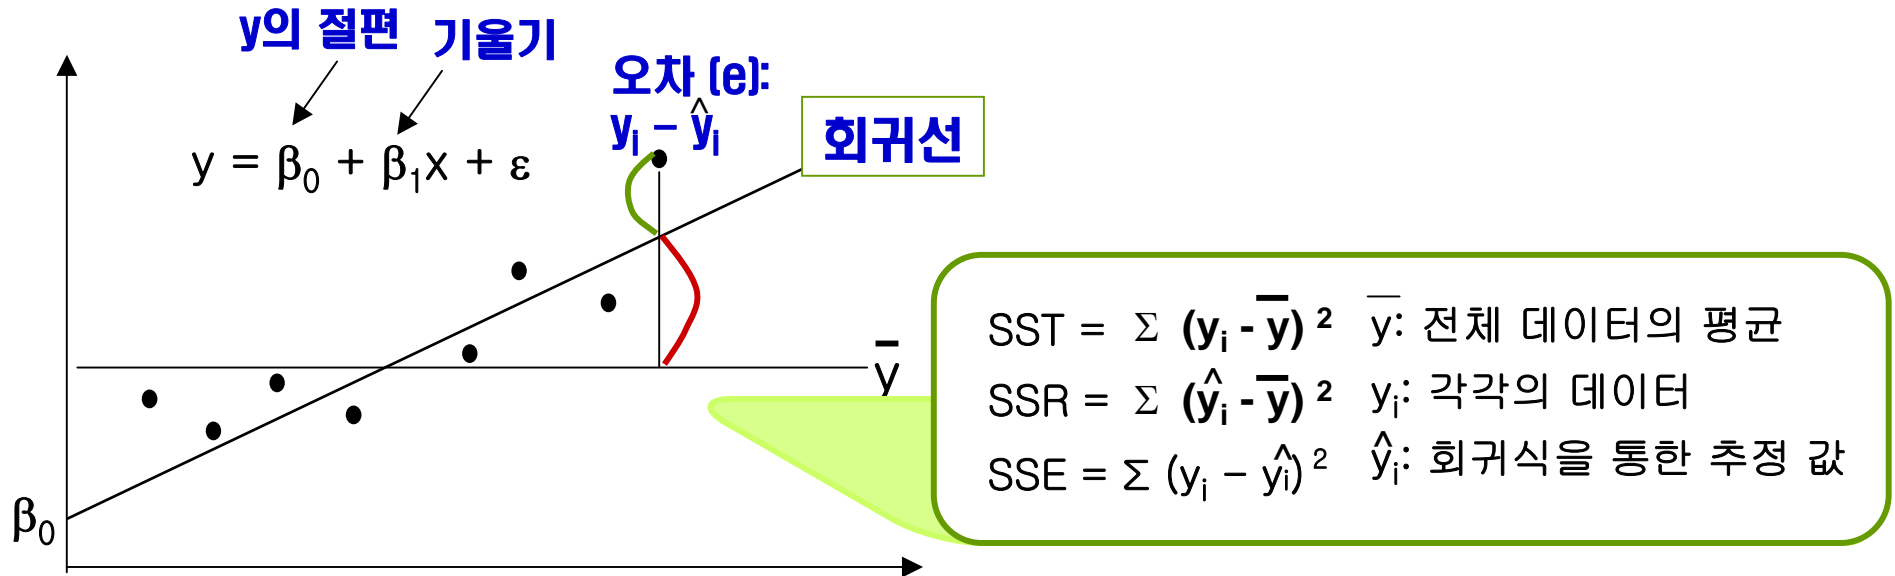 y의 절편 기울기
오차 (e):
yᵢ - ŷᵢ
회귀선
y = β₀ + β₁x + ε
ȳ
β₀
SST = Σ (yᵢ - ȳ) ² ȳ: 전체 데이터의 평균
SSR = Σ (ŷᵢ - ȳ) ² yᵢ: 각각의 데이터
SSE = Σ (yᵢ - ŷᵢ) ² ŷᵢ: 회귀식을 통한 추정 값